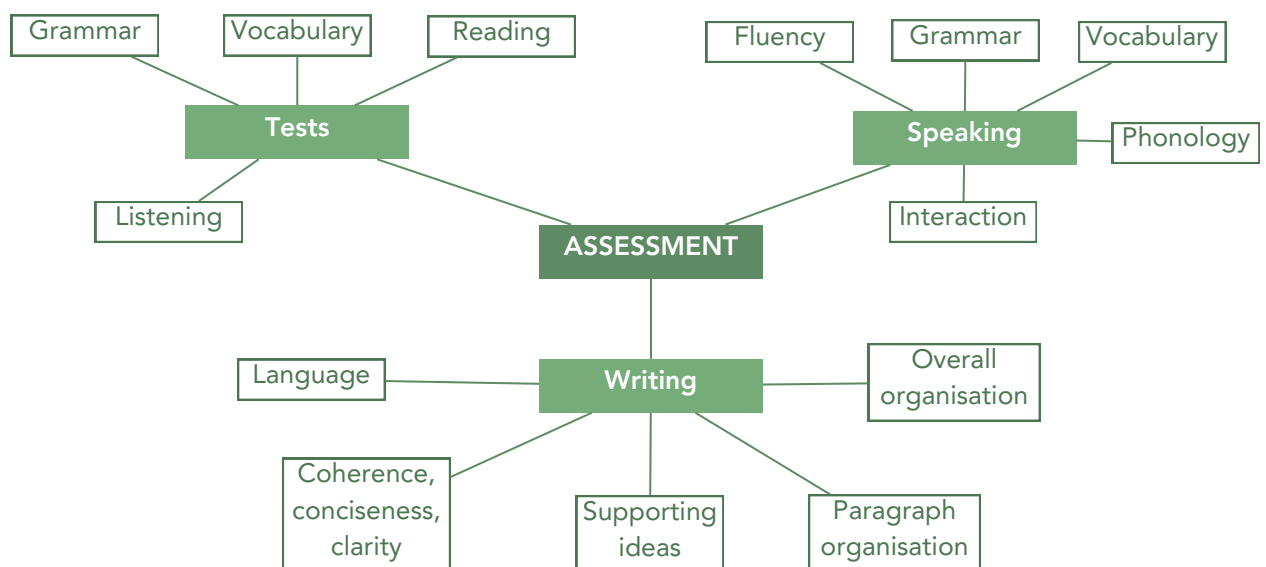 Grammar
Vocabulary
Reading
Fluency
Grammar
Vocabulary
Tests
Speaking
Phonology
Listening
Interaction
ASSESSMENT
Language
Writing
Overall
organisation
Coherence,
conciseness,
clarity
Supporting
ideas
Paragraph
organisation